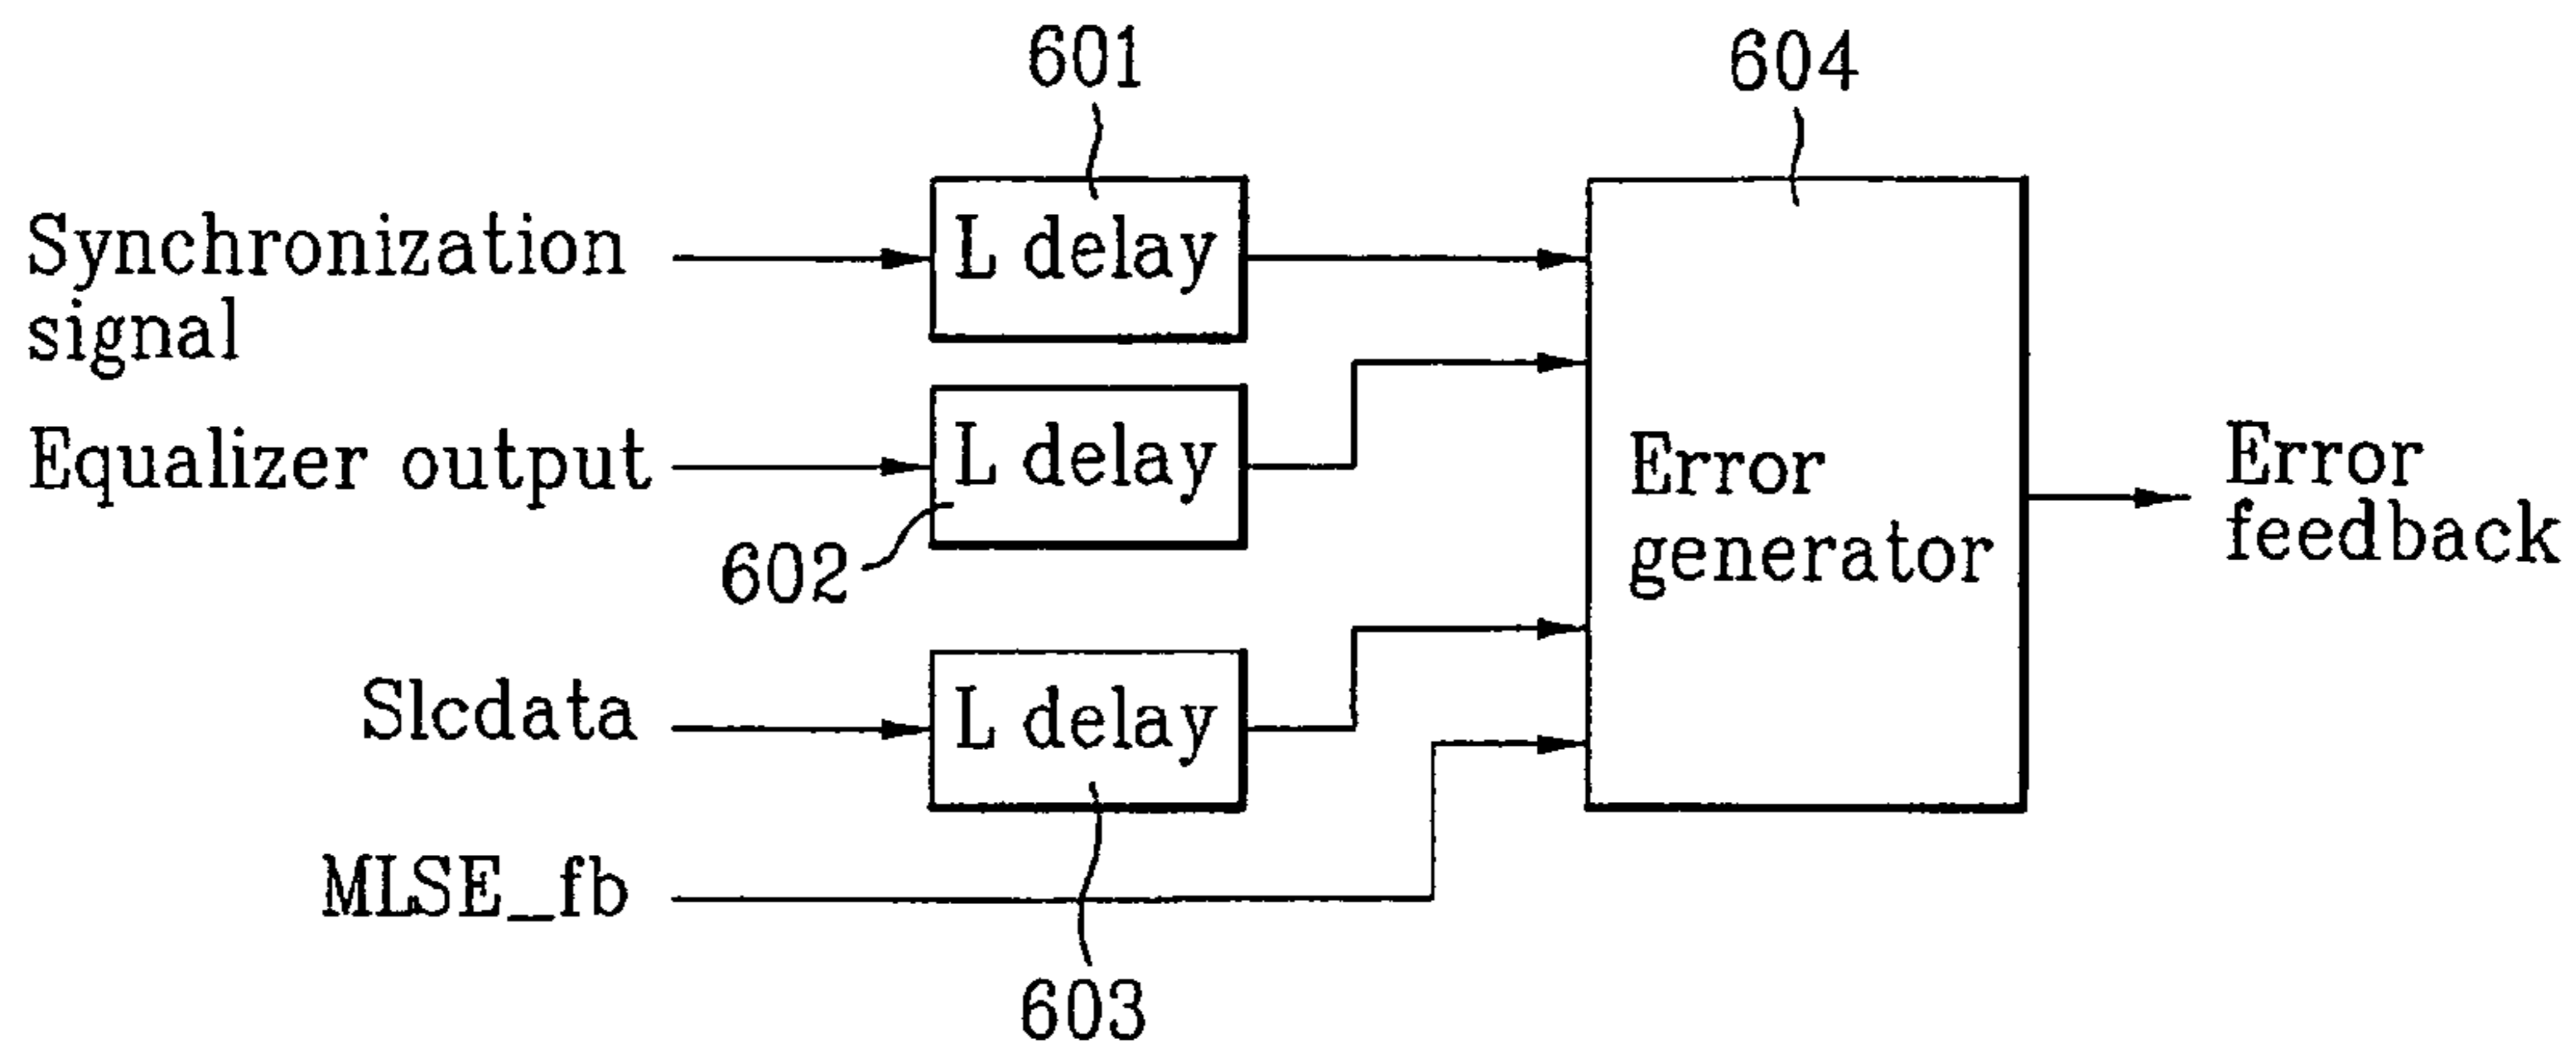 601
604
Synchronization
signal
L delay
Equalizer output
L delay
602
Error
generator
Error
feedback
Slcdata
L delay
MLSE_fb
603